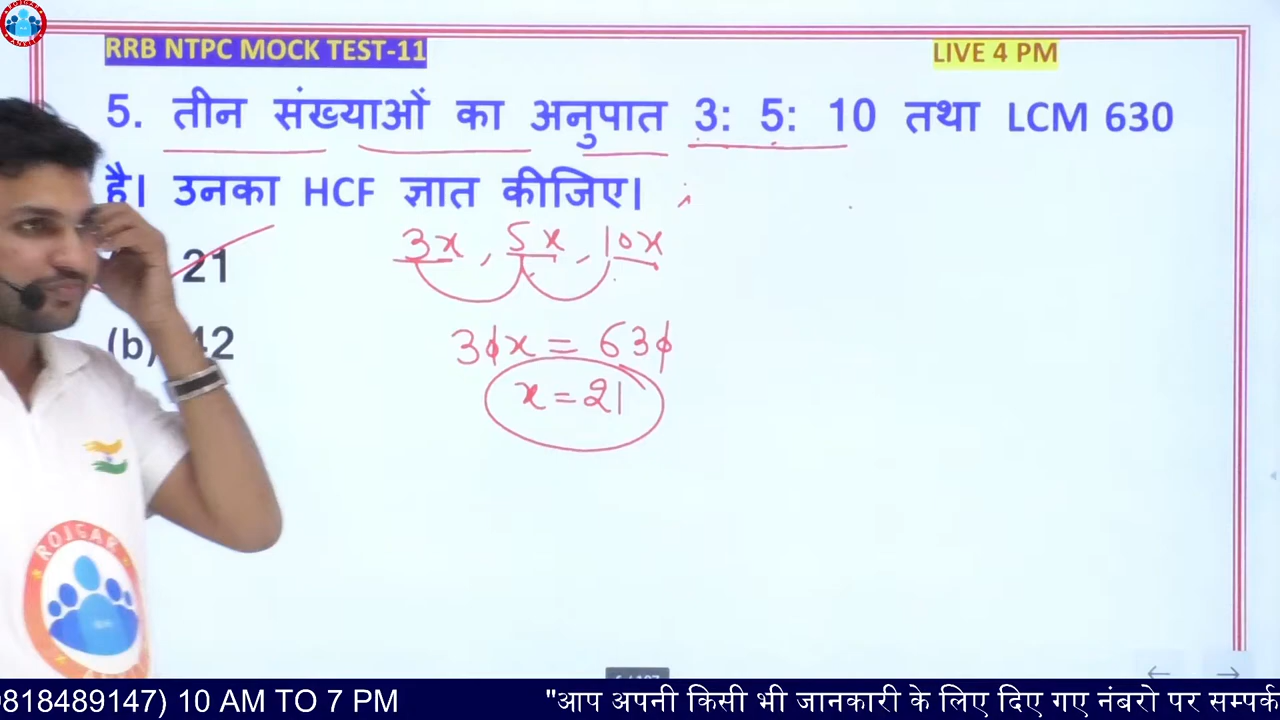 RRB NTPC MOCK TEST-11
LIVE 4 PM
5. तीन संख्याओं का अनुपात 3: 5: 10 तथा LCM 630
है। उनका HCF ज्ञात कीजिए।
3x, 5x, 10x
21
30x = 630
(b) 42
x = 21
ROJGAR
9818489147) 10 AM TO 7 PM
"आप अपनी किसी भी जानकारी के लिए दिए गए नंबरो पर सम्पर्क